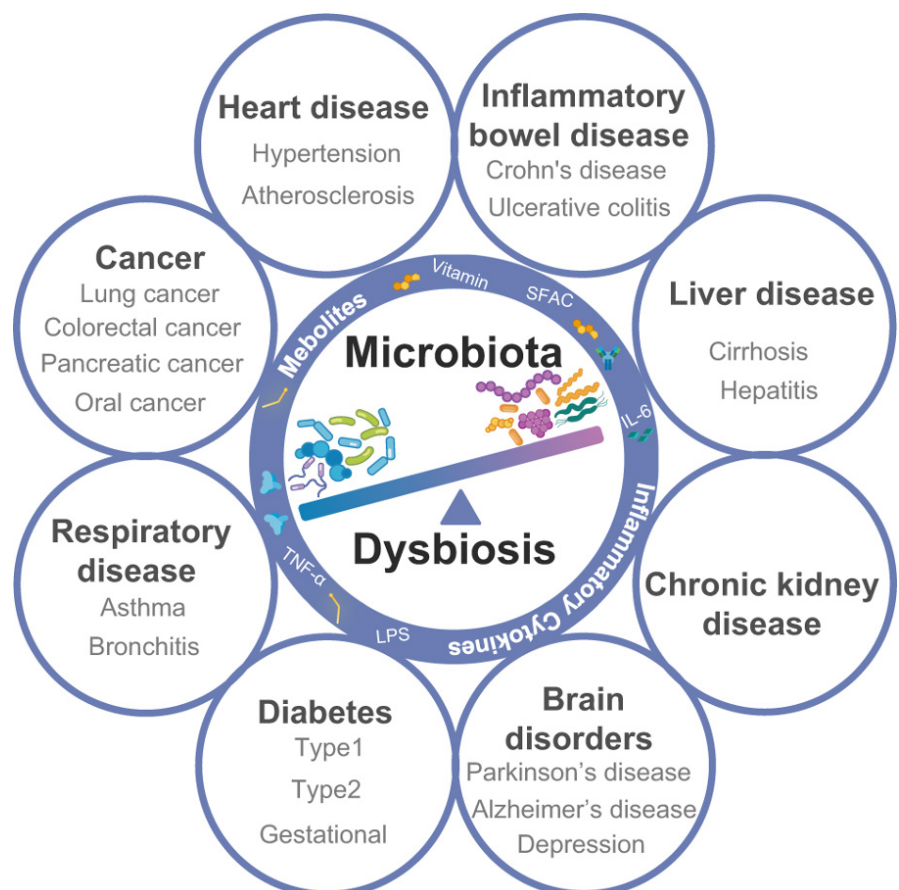 Heart disease
Hypertension
Atherosclerosis
Inflammatory
bowel disease
Crohn's disease
Ulcerative colitis
Cancer
Lung cancer
Colorectal cancer
Pancreatic cancer
Oral cancer
Liver disease
Cirrhosis
Hepatitis
Mebolites
Vitamin
SFAC
IL-6
Inflammatory Cytokines
LPS
TNF-α
Microbiota
Dysbiosis
Respiratory
disease
Asthma
Bronchitis
Chronic kidney
disease
Diabetes
Type1
Type2
Gestational
Brain
disorders
Parkinson’s disease
Alzheimer’s disease
Depression